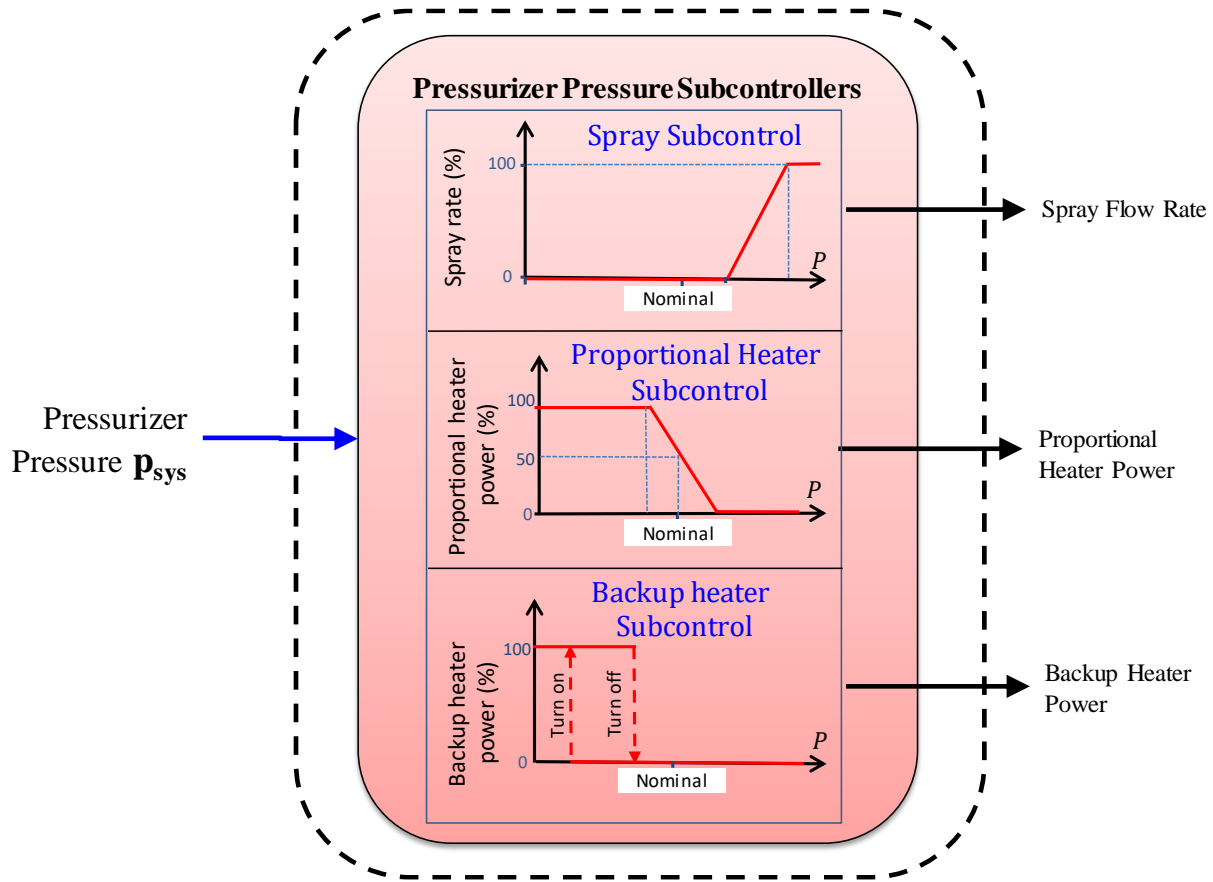 Pressurizer Pressure Subcontrollers
Spray Subcontrol
Spray rate (%)
100
0
P
Nominal
Spray Flow Rate
Proportional Heater
Subcontrol
Proportional heater
power (%)
100
50
0
P
Nominal
Pressurizer
Pressure psys
Proportional
Heater Power
Backup heater
Subcontrol
Backup heater
power (%)
100
0
Turn on
Turn off
P
Nominal
Backup Heater
Power